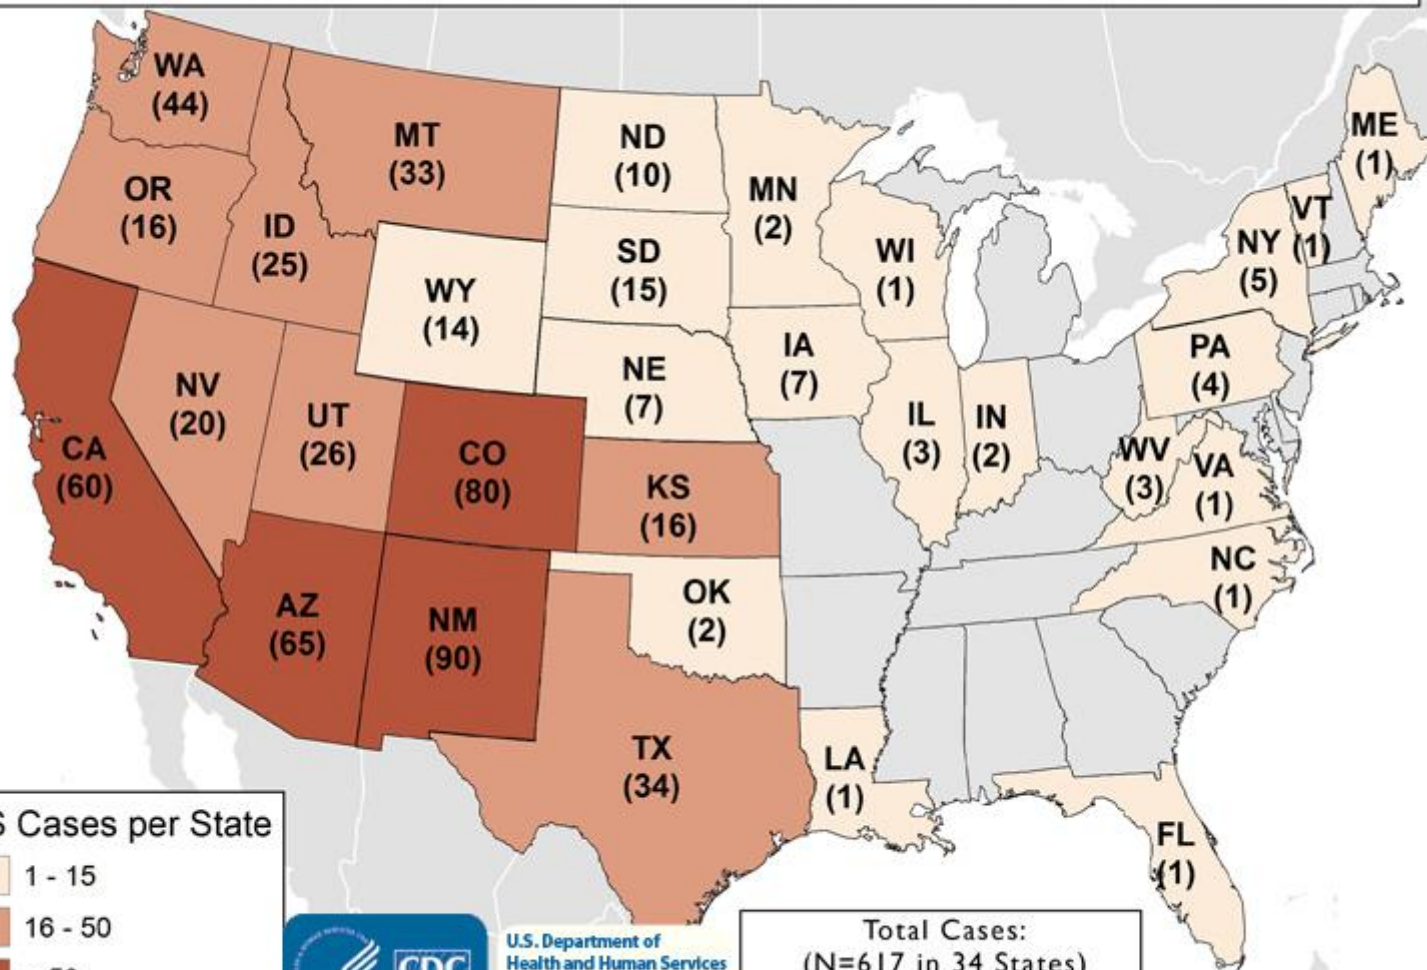 WA
(44)
MT
(33)
ND
(10)
MN
(2)
ME
(1)
OR
(16)
ID
(25)
SD
(15)
WI
(1)
VT
(1)
NY
(5)
WY
(14)
NE
(7)
IA
(7)
PA
(4)
NV
(20)
UT
(26)
CO
(80)
KS
(16)
IL
(3)
IN
(2)
WV
(3)
VA
(1)
CA
(60)
AZ
(65)
NM
(90)
OK
(2)
NC
(1)
TX
(34)
LA
(1)
FL
(1)
S Cases per State
1 - 15
16 - 50
CDC
U.S. Department of
Health and Human Services
Total Cases:
(N=617 in 34 States)